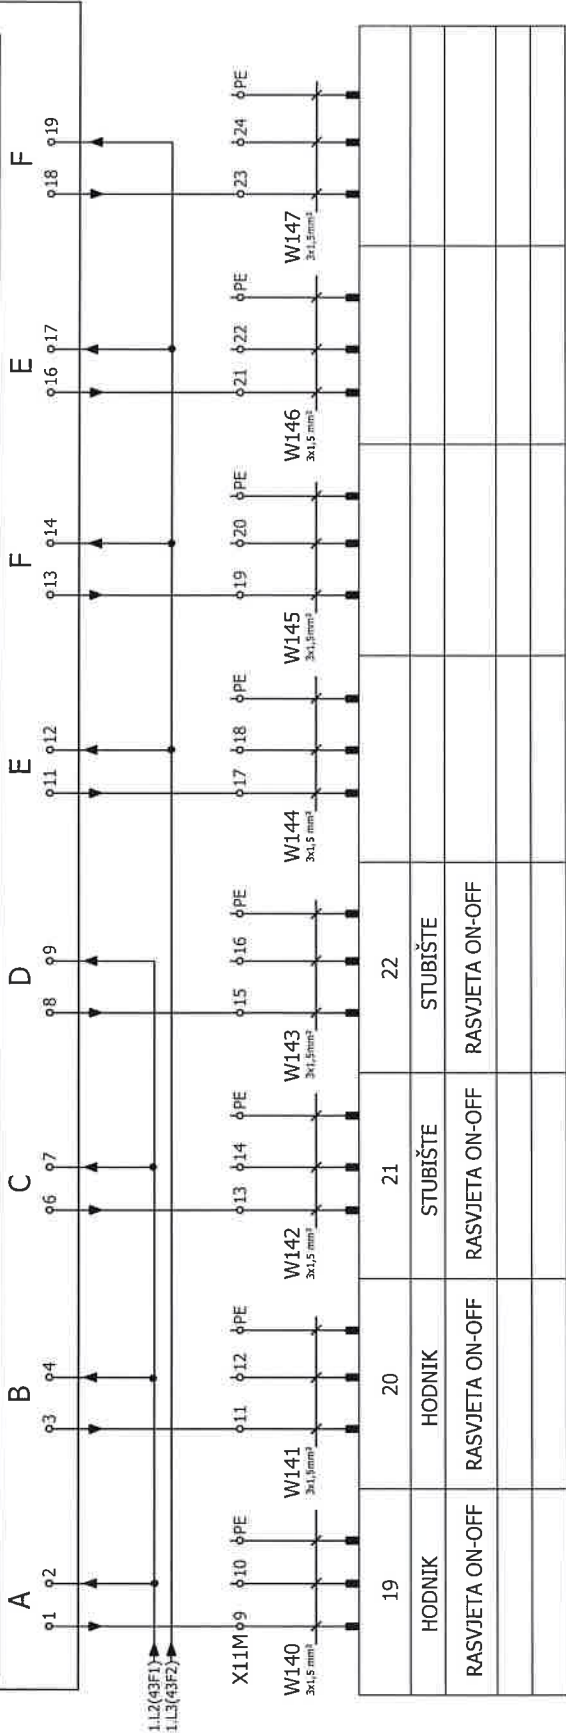 A B C D E F E F
1 2 3 4 6 7 8 9 11 12 13 14 16 17 18 19
1.L2(43F1)
1.L3(43F2)
X11M 9 10 PE 11 12 PE 13 14 PE 15 16 PE 17 18 PE 19 20 PE 21 22 PE 23 24 PE
W140 W141 W142 W143 W144 W145 W146 W147
3x1,5 mm² 3x1,5mm² 3x1,5 mm² 3x1,5mm² 3x1,5 mm² 3x1,5mm² 3x1,5 mm² 3x1,5mm²
19 20 21 22
HODNIK HODNIK STUBIŠTE STUBIŠTE
RASVJETA ON-OFF RASVJETA ON-OFF RASVJETA ON-OFF RASVJETA ON-OFF